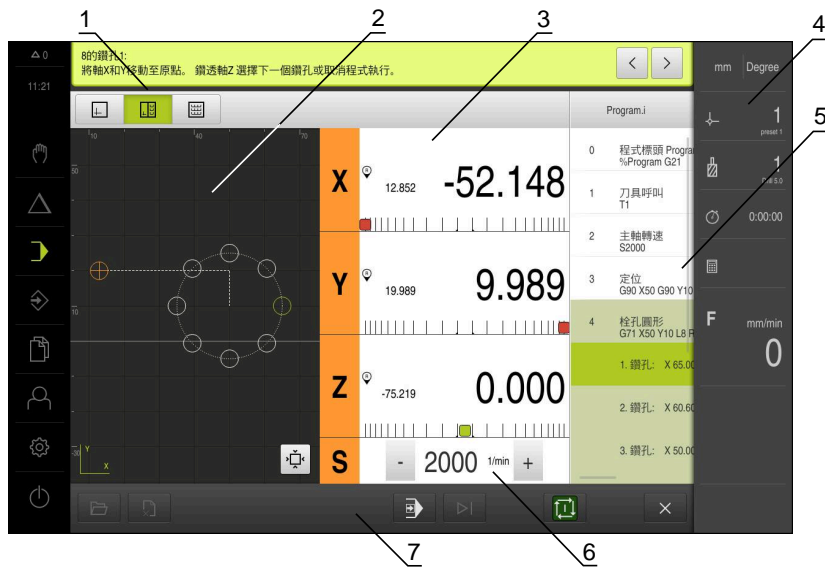 1
2
3
4
5
6
7
0
11:21
8的鑽孔1:
將軸X和Y移動至原點。 鑽透軸Z 選擇下一個鑽孔或取消程式執行。
mm Degree
Program.i
10 40 70
50
10
-20
Y
X
X R 12.852 -52.148
Y R 19.989 9.989
Z R -75.219 0.000
S - 2000 1/min +
0 程式標頭 Progra
%Program G21
1 刀具呼叫
T1
2 主軸轉速
S2000
3 定位
G90 X50 G90 Y10
4 栓孔圓形
G71 X50 Y10 L8 R
1. 鑽孔: X 65.00
2. 鑽孔: X 60.60
3. 鑽孔: X 50.00
1
preset 1
1
5.0
0:00:00
F mm/min
0